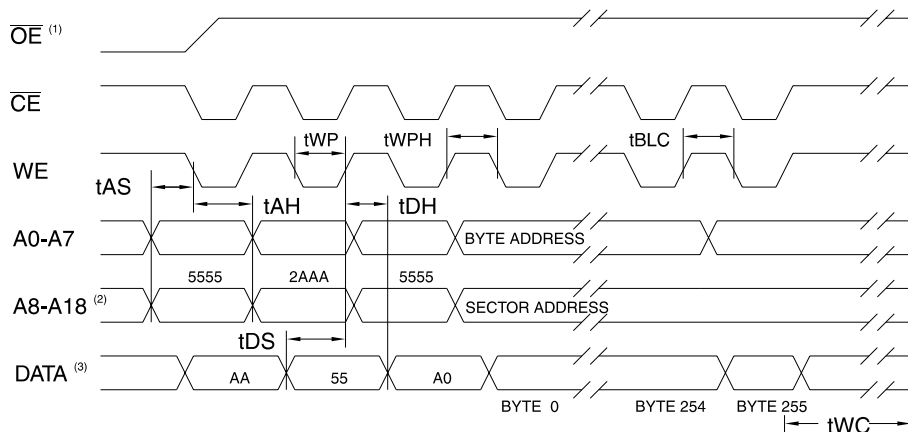 OE (1)
CE
tWP tWPH tBLC
WE
tAS tAH tDH
A0-A7 BYTE ADDRESS
5555 2AAA 5555
A8-A18 (2) SECTOR ADDRESS
tDS
DATA (3) AA 55 A0
BYTE 0 BYTE 254 BYTE 255
tWC